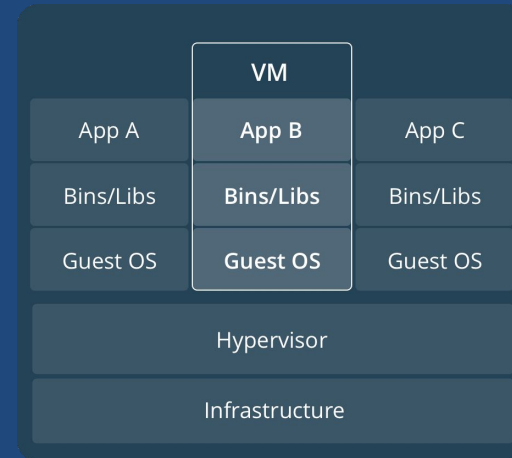 VM
App A App B App C
Bins/Libs Bins/Libs Bins/Libs
Guest OS Guest OS Guest OS
Hypervisor
Infrastructure